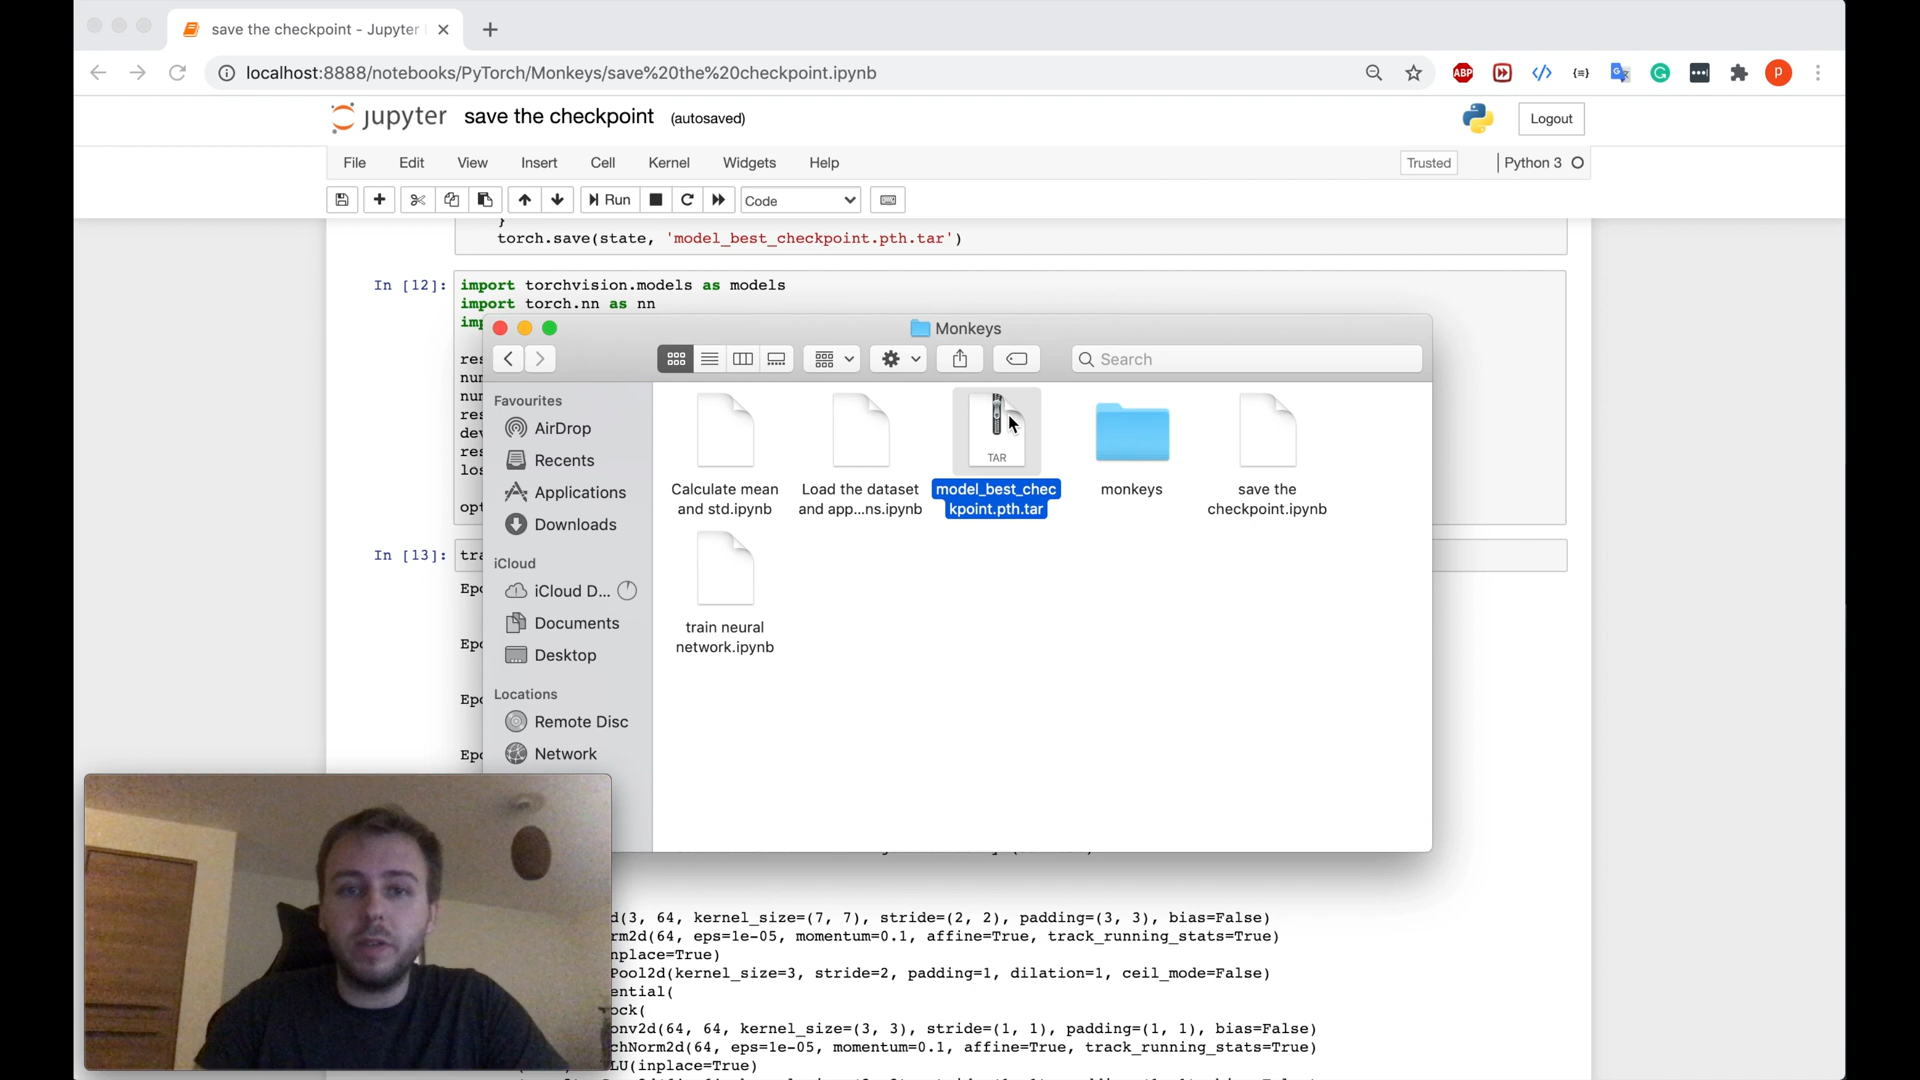 save the checkpoint - Jupyter
localhost:8888/notebooks/PyTorch/Monkeys/save%20the%20checkpoint.ipynb
ABP
P
jupyter save the checkpoint (autosaved)
Logout
File Edit View Insert Cell Kernel Widgets Help
Trusted
Python 3
Run
Code
}
torch.save(state, 'model_best_checkpoint.pth.tar')
In [12]:
import torchvision.models as models
import torch.nn as nn
Monkeys
Search
Favourites
AirDrop
Recents
Applications
Downloads
iCloud
iCloud D...
Documents
Desktop
Locations
Remote Disc
Network
Calculate mean
and std.ipynb
Load the dataset
and app...ns.ipynb
TAR
model_best_chec
kpoint.pth.tar
monkeys
save the
checkpoint.ipynb
train neural
network.ipynb
In [13]:
d(3, 64, kernel_size=(7, 7), stride=(2, 2), padding=(3, 3), bias=False)
rm2d(64, eps=1e-05, momentum=0.1, affine=True, track_running_stats=True)
nplace=True)
Pool2d(kernel_size=3, stride=2, padding=1, dilation=1, ceil_mode=False)
ential(
ock(
onv2d(64, 64, kernel_size=(3, 3), stride=(1, 1), padding=(1, 1), bias=False)
chNorm2d(64, eps=1e-05, momentum=0.1, affine=True, track_running_stats=True)
LU(inplace=True)